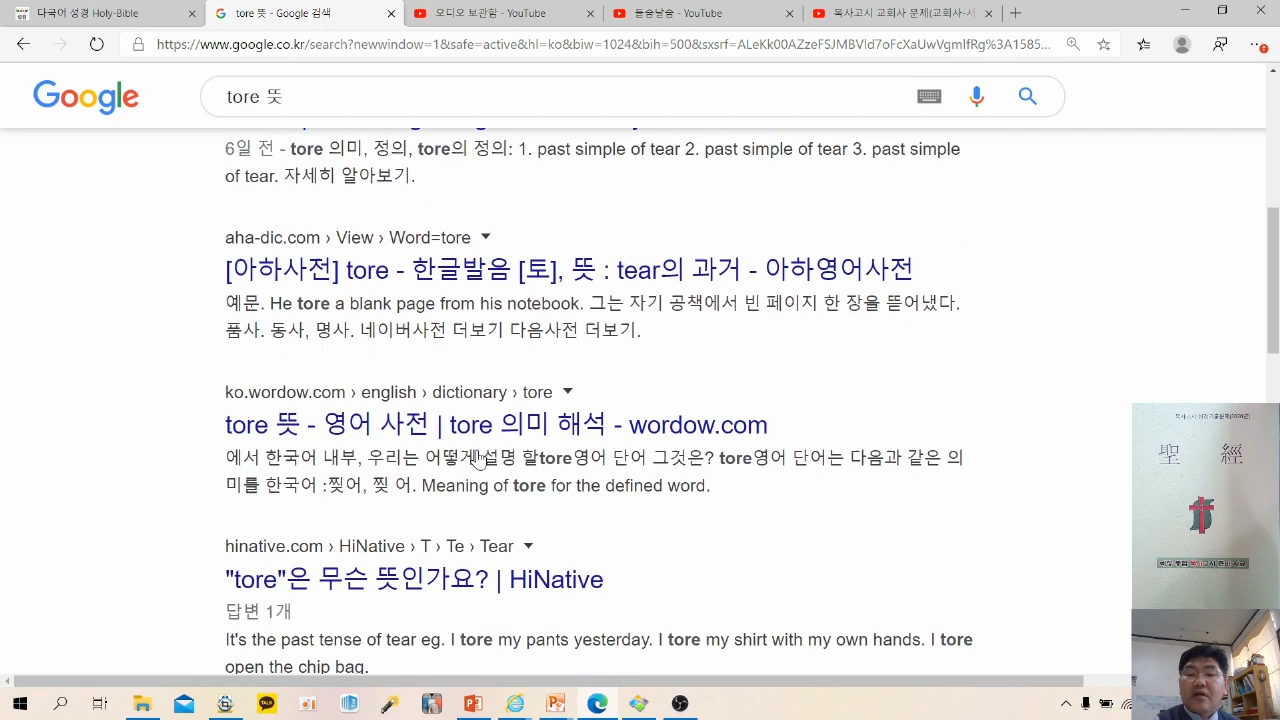 다국어 성경 Holy-Bible
tore 뜻 - Google 검색
오디오 보관함 - YouTube
들숨날숨 - YouTube
목사고시 교회사 문제(교회사-서
https://www.google.co.kr/search?newwindow=1&safe=active&hl=ko&biw=1024&bih=500&sxsrf=ALeKk00AZzeFSJMBVld7oFcXaUwVgmIfRg%3A1585...
Google
tore 뜻
6일 전 - tore 의미, 정의, tore의 정의: 1. past simple of tear 2. past simple of tear 3. past simple
of tear. 자세히 알아보기.
aha-dic.com › View › Word=tore
[아하사전] tore - 한글발음 [토], 뜻 : tear의 과거 - 아하영어사전
예문. He tore a blank page from his notebook. 그는 자기 공책에서 빈 페이지 한 장을 뜯어냈다.
품사. 동사, 명사. 네이버사전 더보기 다음사전 더보기.
ko.wordow.com › english › dictionary › tore
tore 뜻 - 영어 사전 | tore 의미 해석 - wordow.com
에서 한국어 내부, 우리는 어떻게 설명 할tore영어 단어 그것은? tore영어 단어는 다음과 같은 의
미를 한국어 :찢어, 찢 어. Meaning of tore for the defined word.
hinative.com › HiNative › T › Te › Tear
"tore"은 무슨 뜻인가요? | HiNative
답변 1개
It's the past tense of tear eg. I tore my pants yesterday. I tore my shirt with my own hands. I tore
open the chip bag.
聖 經
TALK